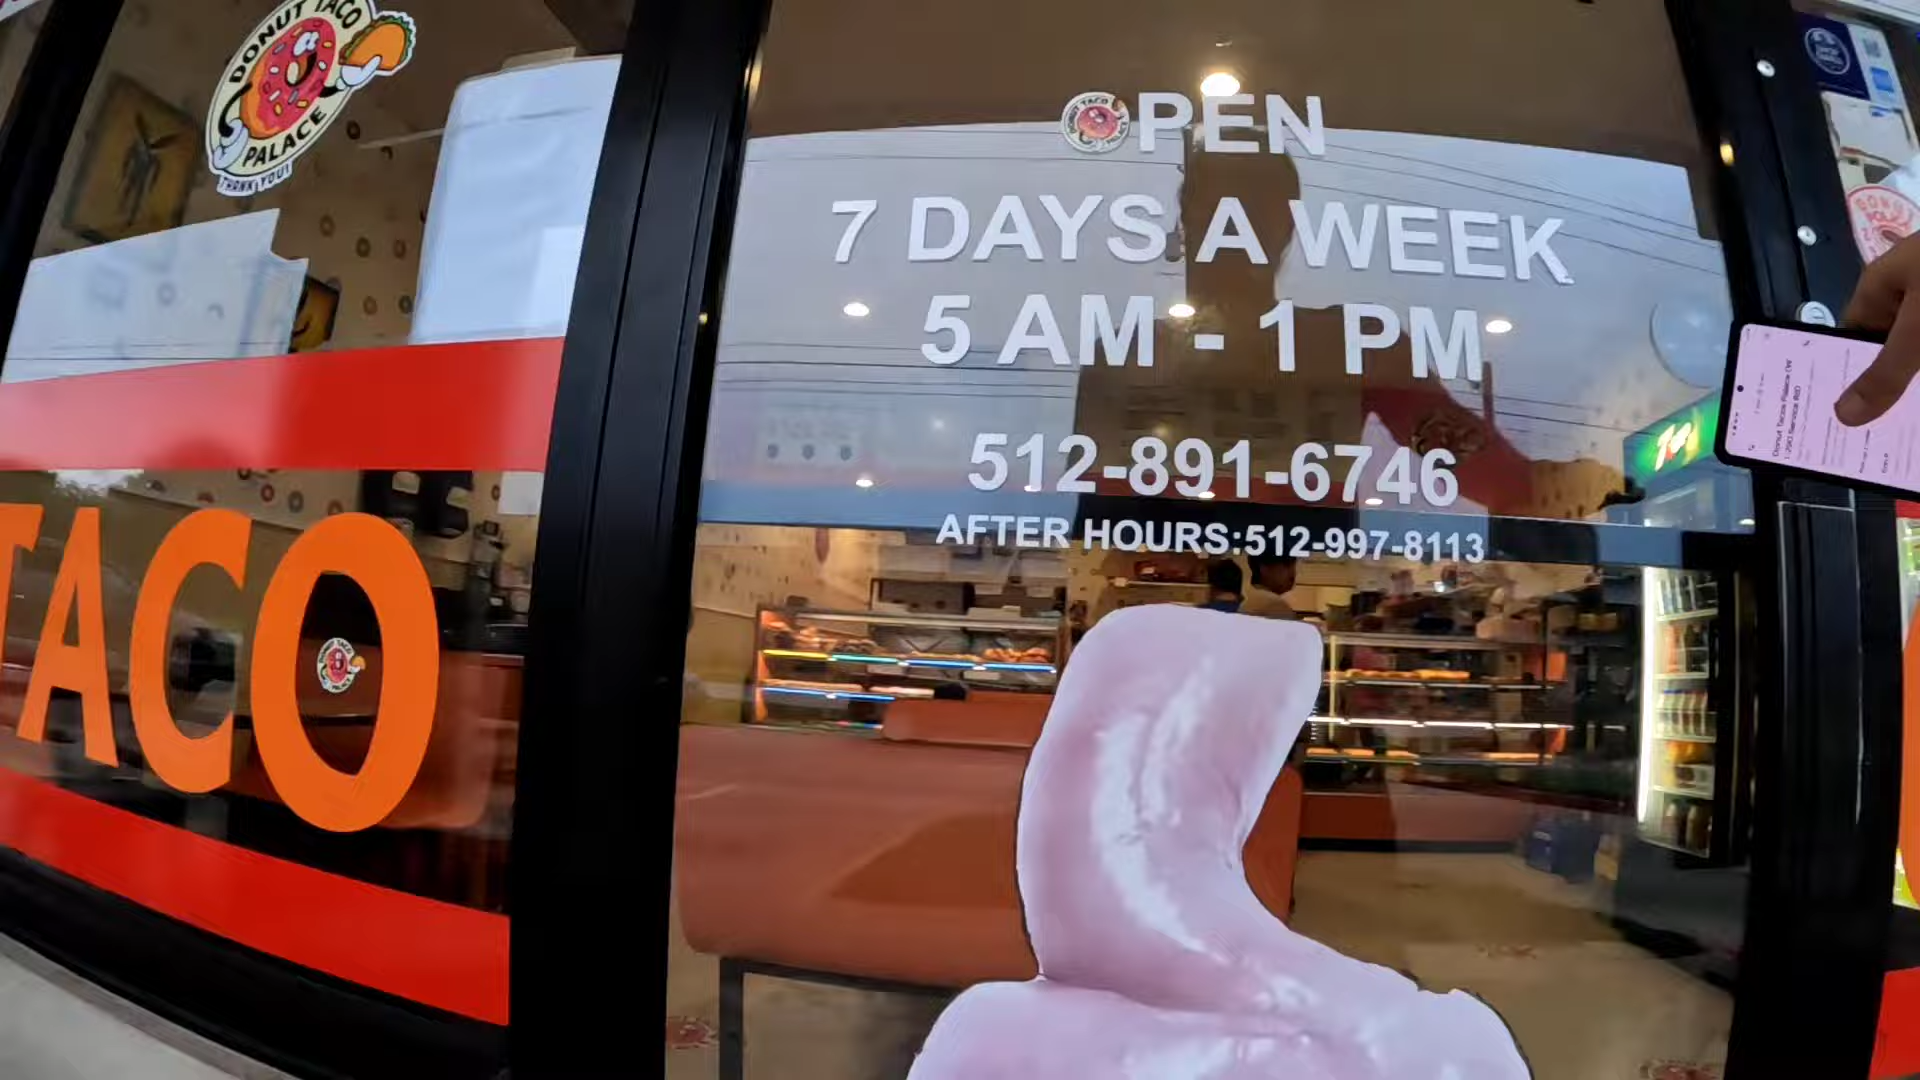 DONUT TACO
PALACE
THANK YOU!
TACO
OPEN
7 DAYS A WEEK
5 AM - 1 PM
512-891-6746
AFTER HOURS:512-997-8113